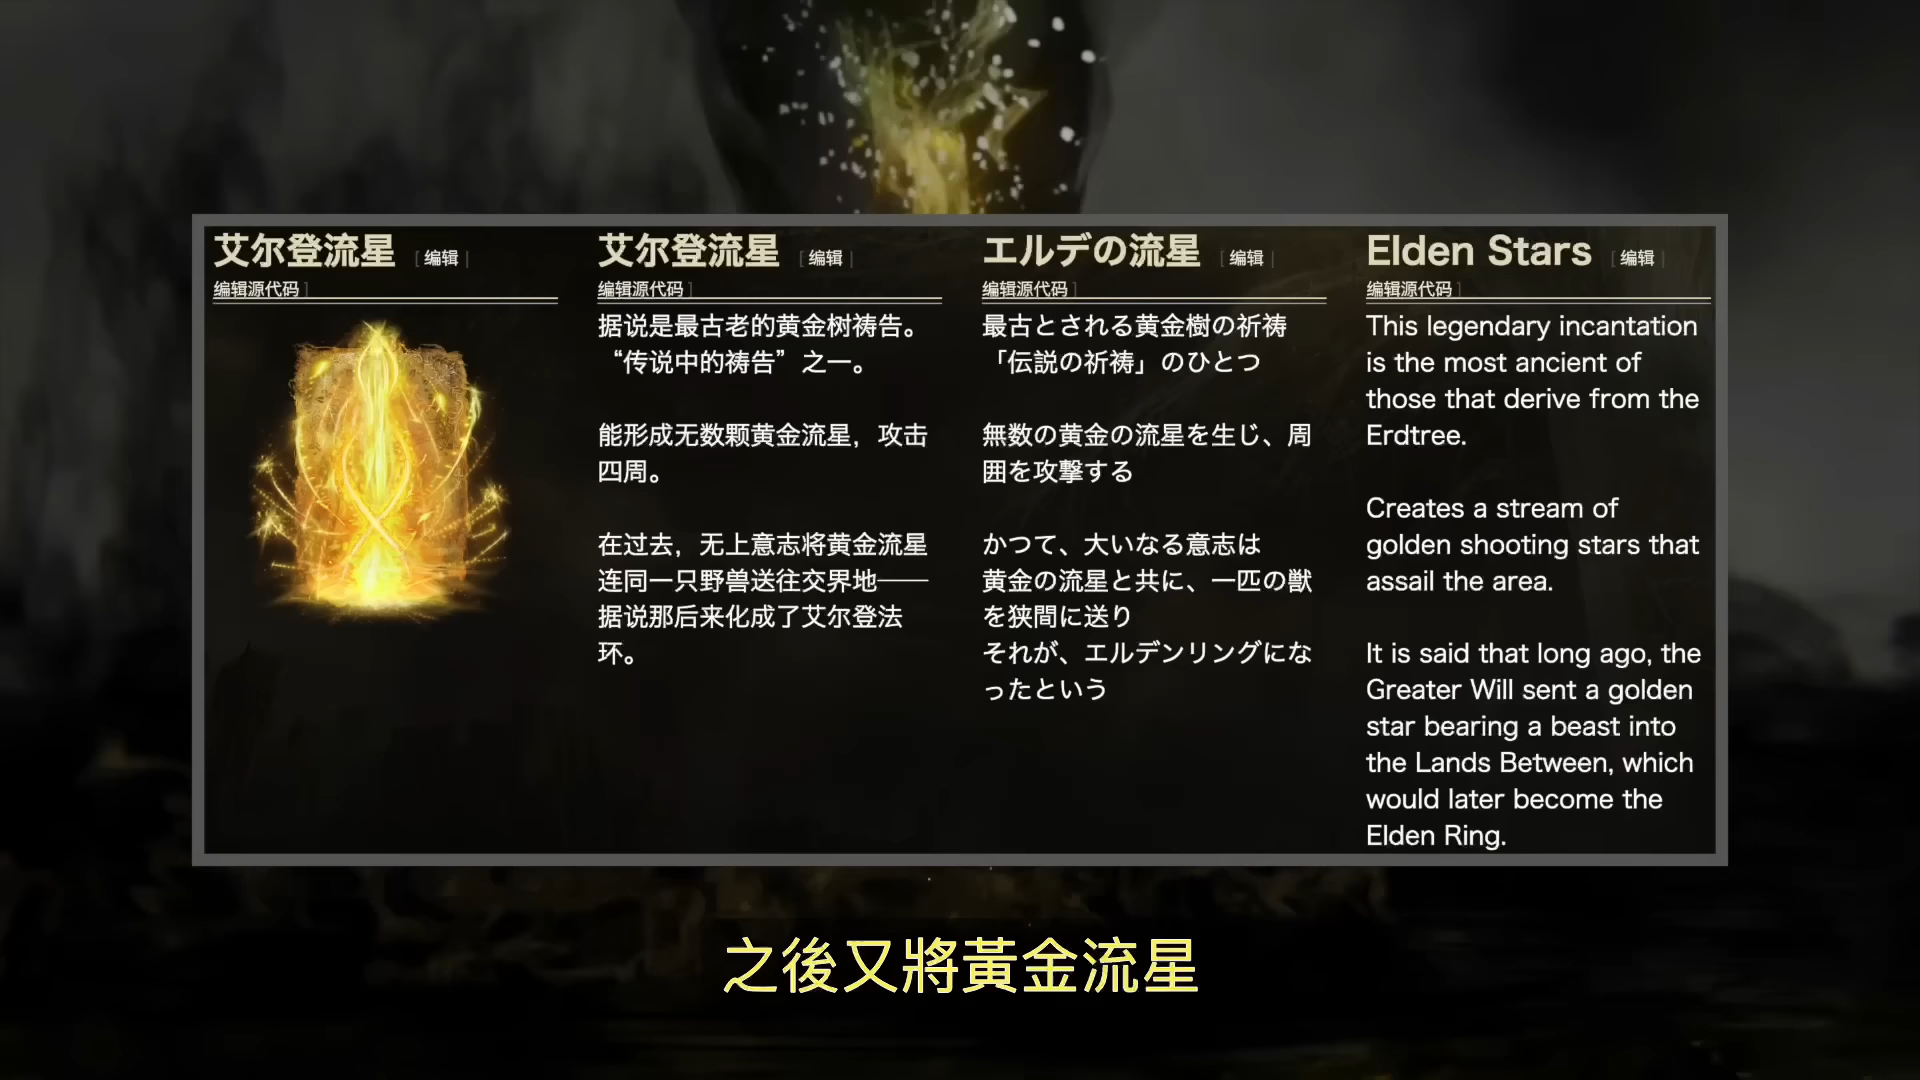 艾尔登流星 [ 编辑 |
编辑源代码 ]
艾尔登流星 [ 编辑 |
编辑源代码 ]
据说是最古老的黄金树祷告。
“传说中的祷告”之一。
能形成无数颗黄金流星，攻击
四周。
在过去，无上意志将黄金流星
连同一只野兽送往交界地——
据说那后来化成了艾尔登法
环。
エルデの流星 [ 编辑 |
编辑源代码 ]
最古とされる黄金樹の祈祷
「伝説の祈祷」のひとつ
無数の黄金の流星を生じ、周
囲を攻撃する
かつて、大いなる意志は
黄金の流星と共に、一匹の獣
を狭間に送り
それが、エルデンリングにな
ったという
Elden Stars [ 编辑 |
编辑源代码 ]
This legendary incantation
is the most ancient of
those that derive from the
Erdtree.
Creates a stream of
golden shooting stars that
assail the area.
It is said that long ago, the
Greater Will sent a golden
star bearing a beast into
the Lands Between, which
would later become the
Elden Ring.
之後又將黃金流星